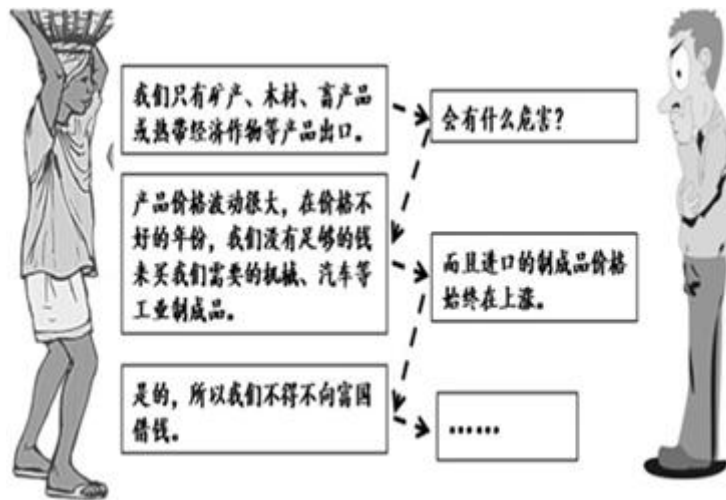 我们只有矿产、木材、畜产品
或热带经济作物等产品出口。
会有什么危害?
产品价格波动很大，在价格不
好的年份，我们没有足够的钱
来买我们需要的机械、汽车等
工业制成品。
而且进口的制成品价格
始终在上涨。
是的，所以我们不得不向富国
借钱。
……